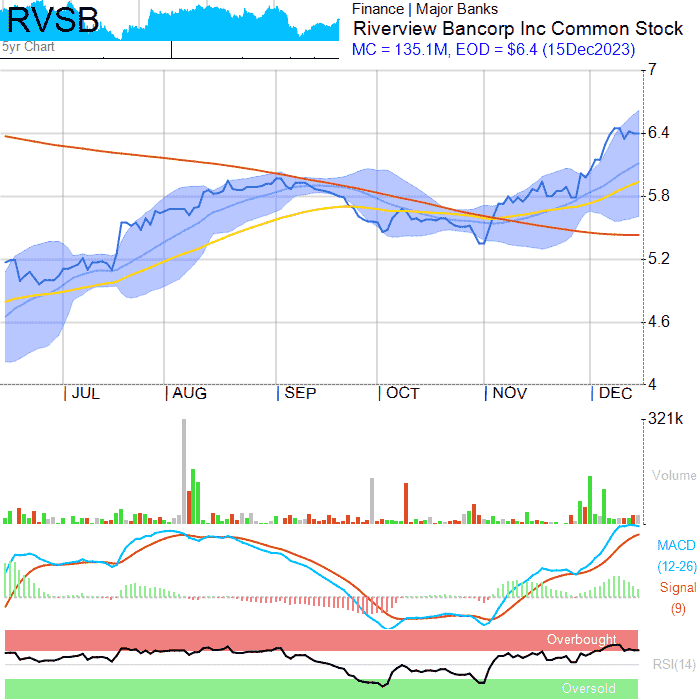 RVSB
5yr Chart
Finance | Major Banks
Riverview Bancorp Inc Common Stock
MC = 135.1M, EOD = $6.4 (15Dec2023)
7
6.4
5.8
5.2
4.6
4
JUL AUG SEP OCT NOV DEC
321k
Volume
MACD
(12-26)
Signal
(9)
Overbought
RSI(14)
Oversold